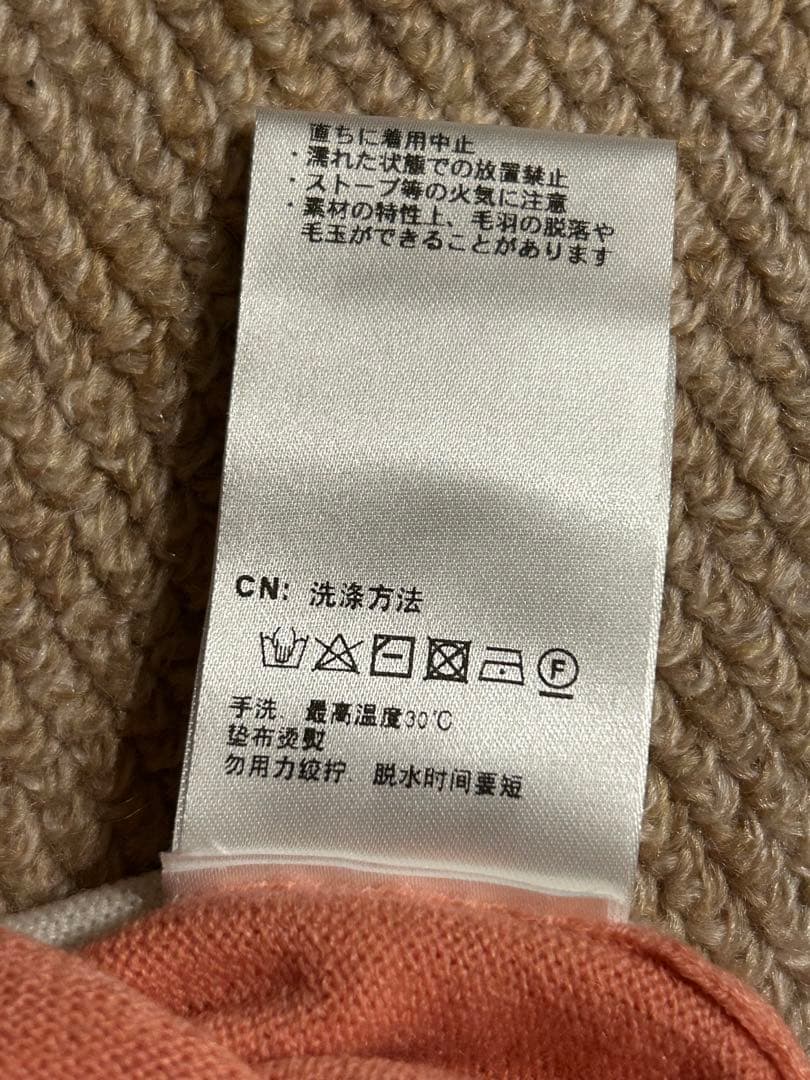 直ちに着用中止
・濡れた状態での放置禁止
・ストーブ等の火気に注意
・素材の特性上、毛羽の脱落や
毛玉ができることがあります
CN: 洗涤方法
F
手洗．最高温度30℃
垫布烫熨
勿用力绞拧．脱水时间要短